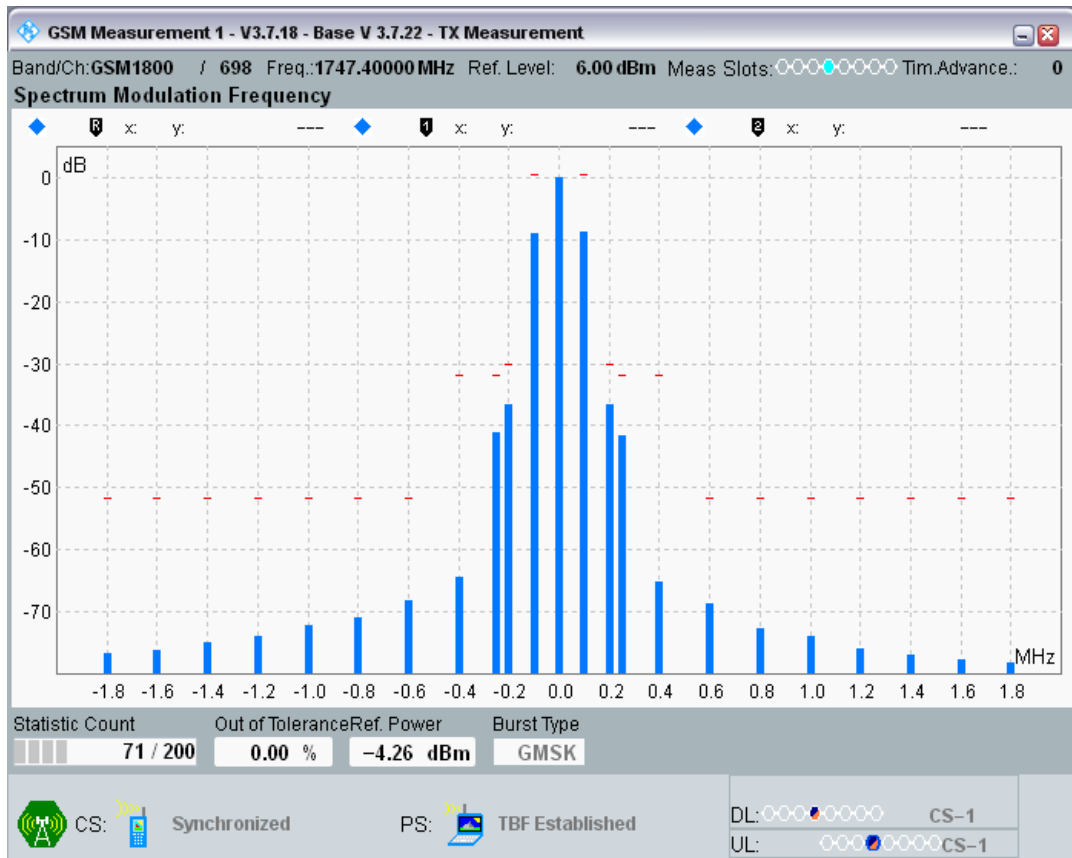 GSM Measurement 1 - V3.7.18 - Base V 3.7.22 - TX Measurement
Band/Ch:GSM1800 / 698 Freq.:1747.40000 MHz Ref. Level: 6.00 dBm Meas Slots: Tim.Advance.: 0
Spectrum Modulation Frequency
R x: y: --- 1 x: y: --- 2 x: y: ---
dB
0
-10
-20
-30
-40
-50
-60
-70
MHz
-1.8 -1.6 -1.4 -1.2 -1.0 -0.8 -0.6 -0.4 -0.2 0.0 0.2 0.4 0.6 0.8 1.0 1.2 1.4 1.6 1.8
Statistic Count Out of Tolerance Ref. Power Burst Type
71 / 200 0.00 % −4.26 dBm GMSK
CS: Synchronized PS: TBF Established
DL: CS−1
UL: CS−1